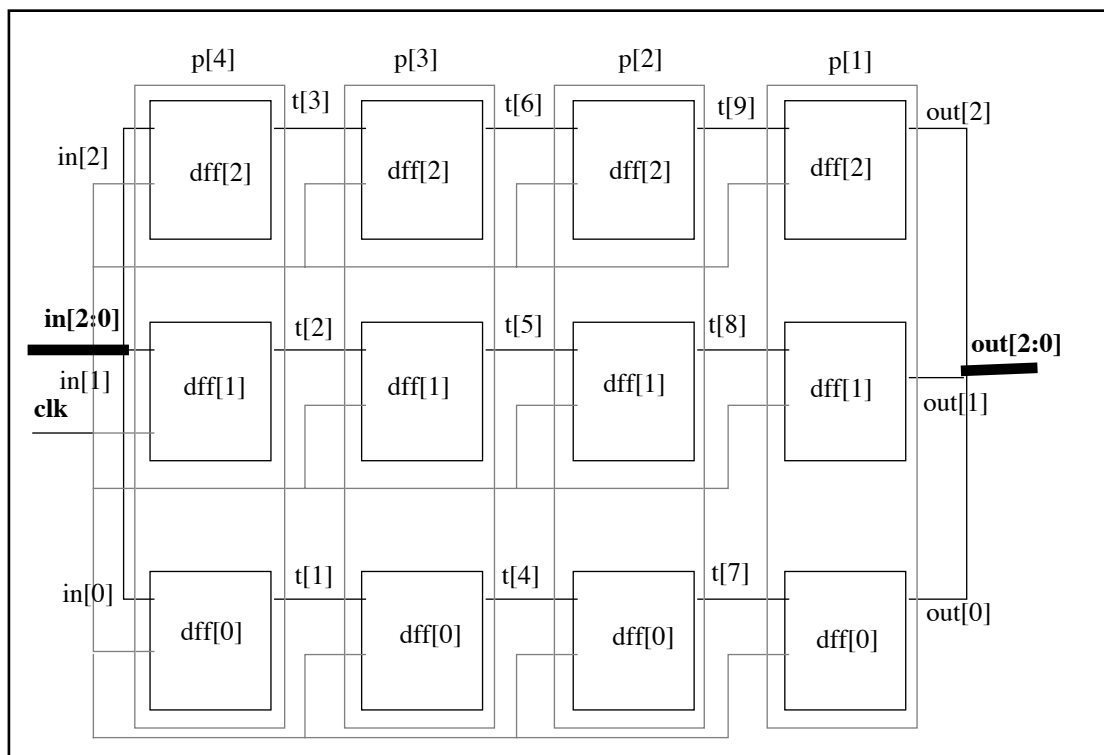 p[4] p[3] p[2] p[1]
t[3] t[6] t[9] out[2]
in[2] dff[2] dff[2] dff[2] dff[2]
in[2:0] t[2] t[5] t[8] out[2:0]
in[1] dff[1] dff[1] dff[1] dff[1] out[1]
clk
in[0] t[1] t[4] t[7] out[0]
dff[0] dff[0] dff[0] dff[0]